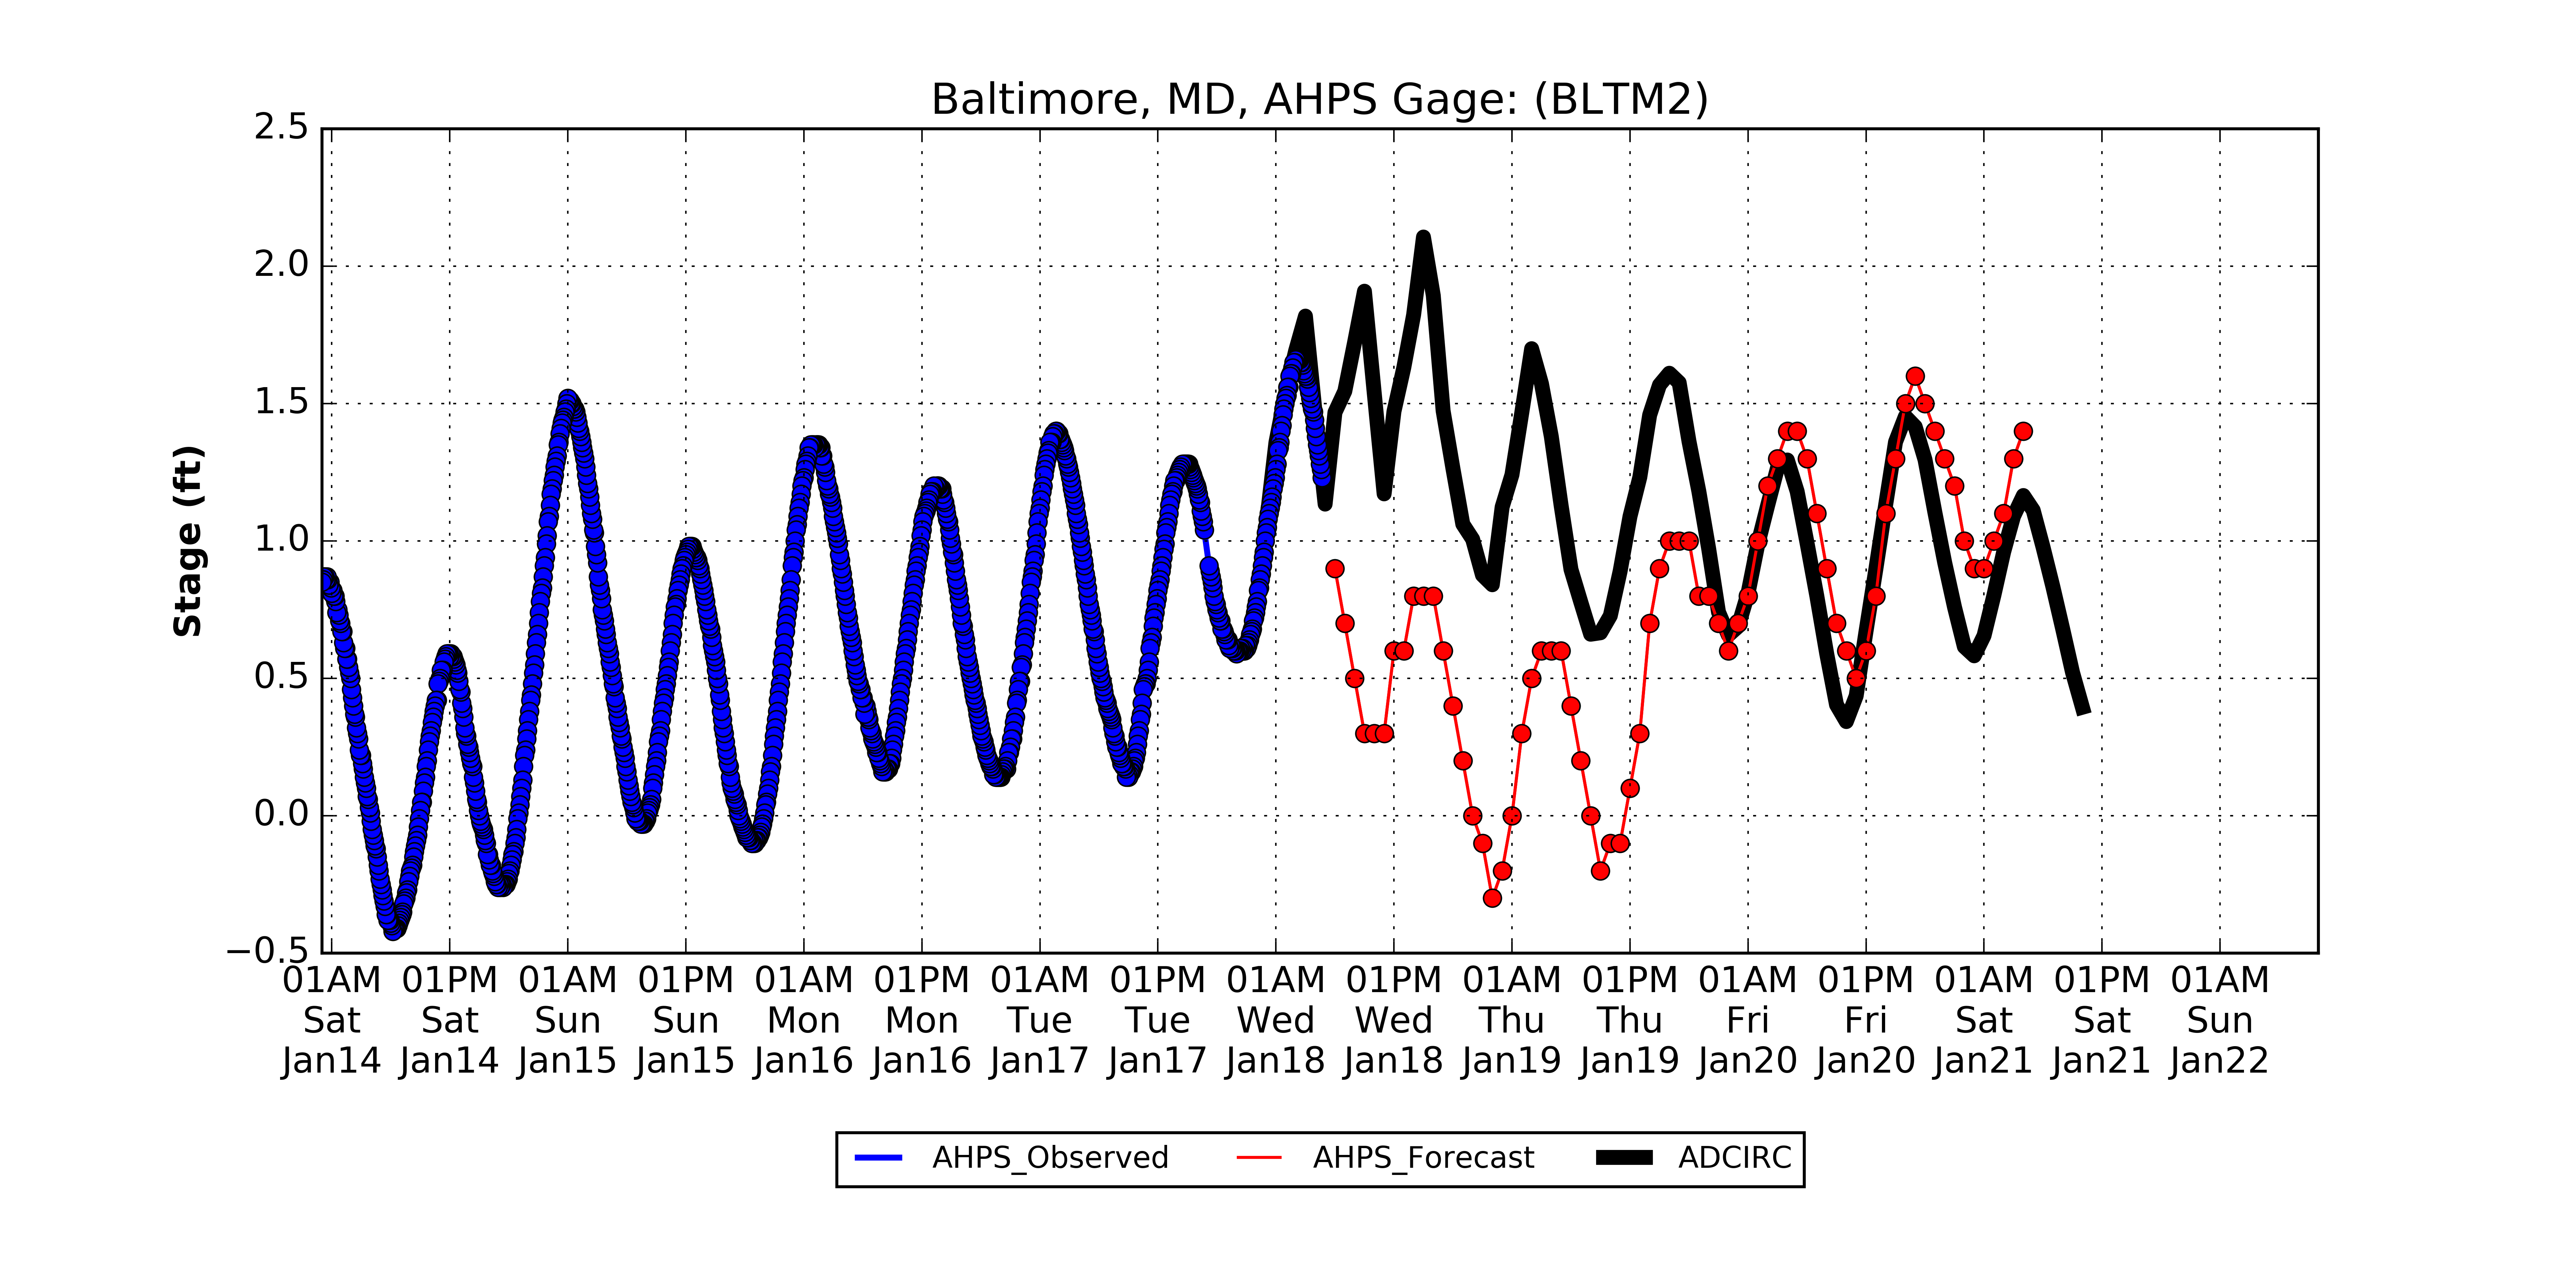 Baltimore, MD, AHPS Gage: (BLTM2)
Stage (ft)
2.5
2.0
1.5
1.0
0.5
0.0
−0.5
01AM 01PM 01AM 01PM 01AM 01PM 01AM 01PM 01AM 01PM 01AM 01PM 01AM 01PM 01AM 01PM 01AM
Sat Sat Sun Sun Mon Mon Tue Tue Wed Wed Thu Thu Fri Fri Sat Sat Sun
Jan14 Jan14 Jan15 Jan15 Jan16 Jan16 Jan17 Jan17 Jan18 Jan18 Jan19 Jan19 Jan20 Jan20 Jan21 Jan21 Jan22
AHPS_Observed AHPS_Forecast ADCIRC